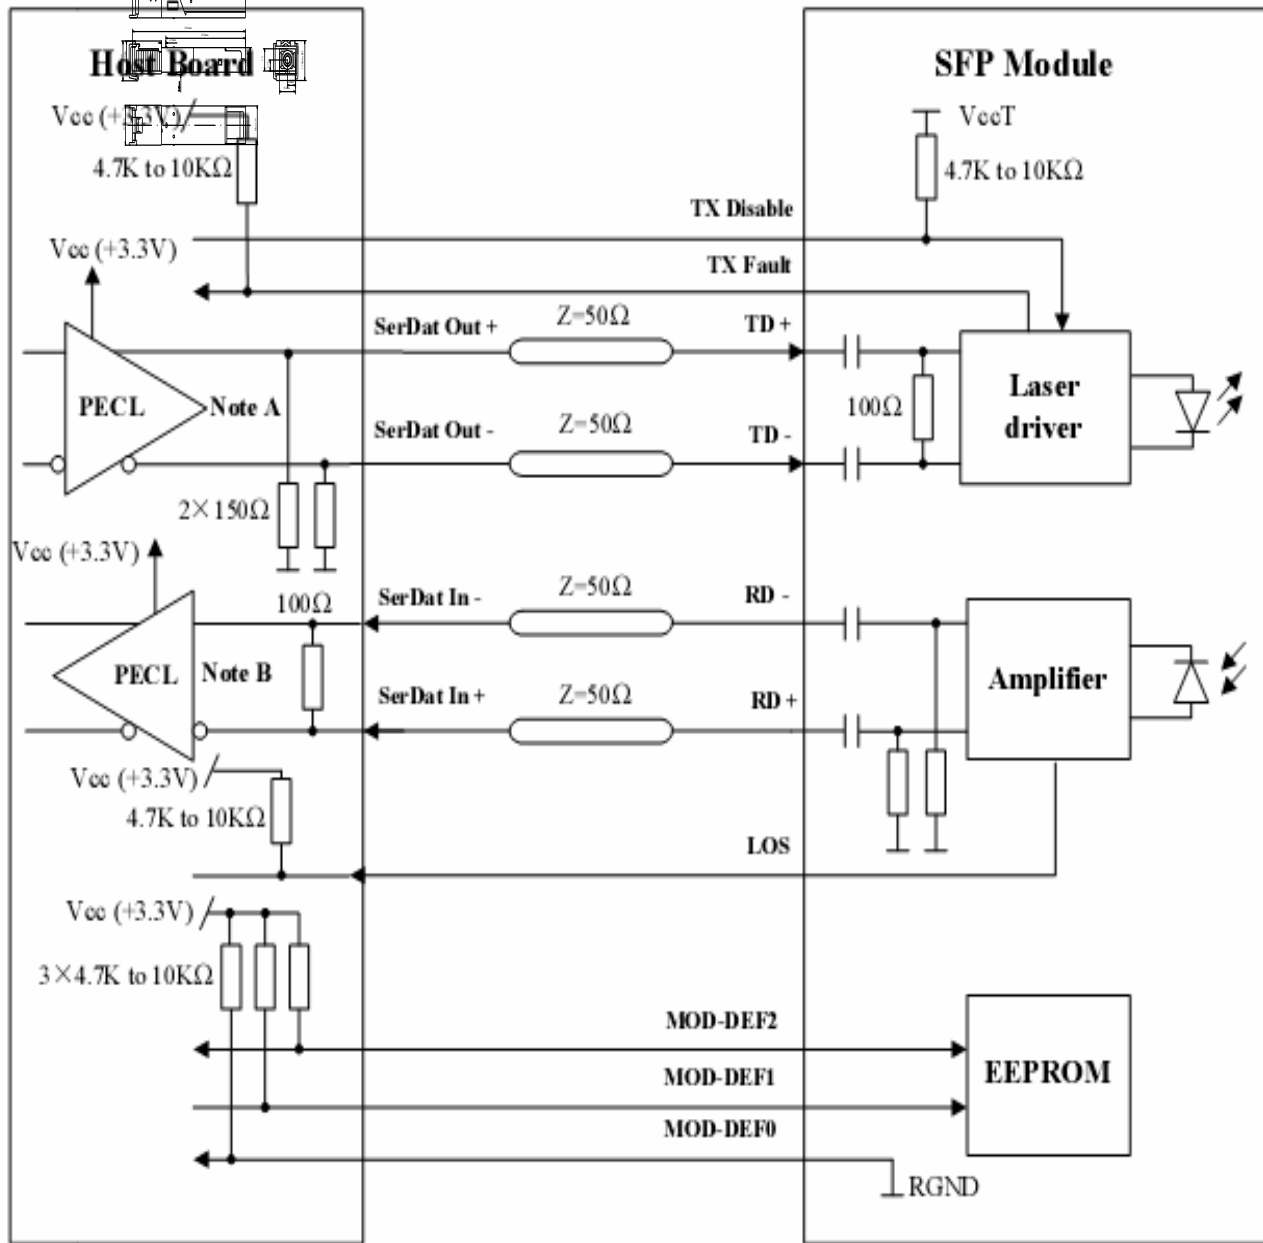 Host Board
SFP Module
Vcc (+3.3V)
VccT
4.7K to 10KΩ
4.7K to 10KΩ
TX Disable
Vcc (+3.3V)
TX Fault
SerDat Out +
Z=50Ω
TD +
PECL
Note A
100Ω
Laser
driver
SerDat Out -
Z=50Ω
TD -
2×150Ω
Vcc (+3.3V)
100Ω
SerDat In -
Z=50Ω
RD -
PECL
Note B
Amplifier
SerDat In +
Z=50Ω
RD +
Vcc (+3.3V)
4.7K to 10KΩ
LOS
Vcc (+3.3V)
3×4.7K to 10KΩ
MOD-DEF2
EEPROM
MOD-DEF1
MOD-DEF0
RGND